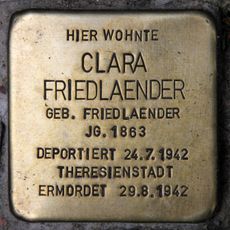 HIER WOHNTE
CLARA
FRIEDLAENDER
GEB. FRIEDLAENDER
JG. 1863
DEPORTIERT 24.7.1942
THERESIENSTADT
ERMORDET 29.8.1942